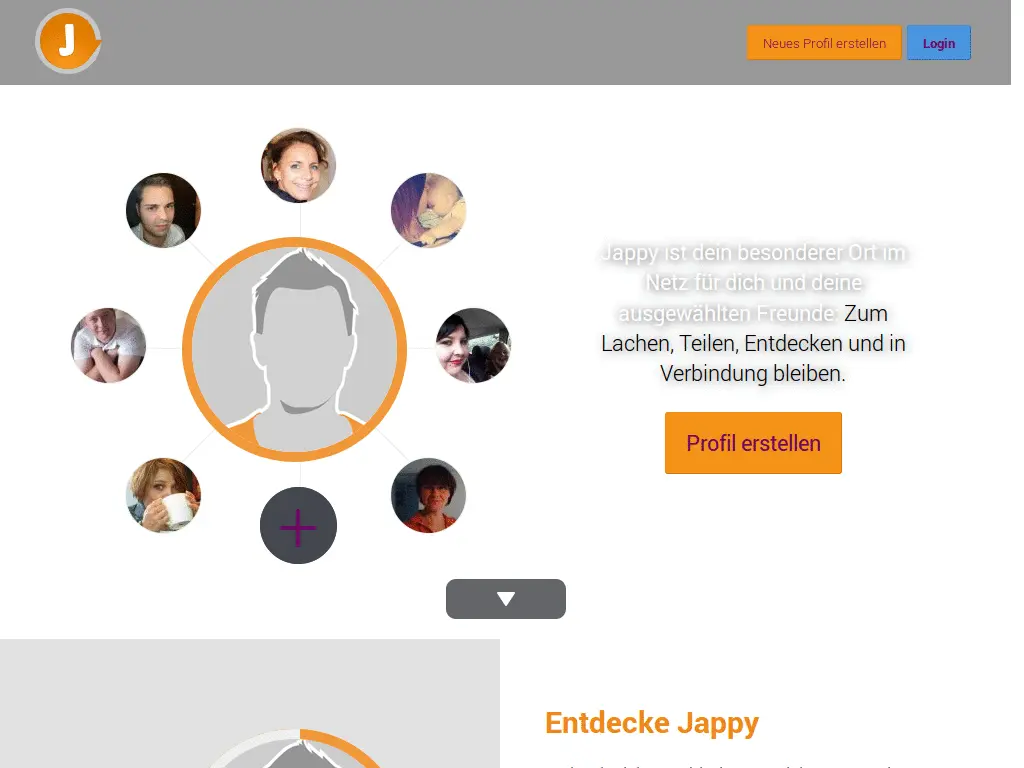 J
Neues Profil erstellen
Login
Jappy ist dein besonderer Ort im
Netz für dich und deine
ausgewählten Freunde: Zum
Lachen, Teilen, Entdecken und in
Verbindung bleiben.
Profil erstellen
Entdecke Jappy